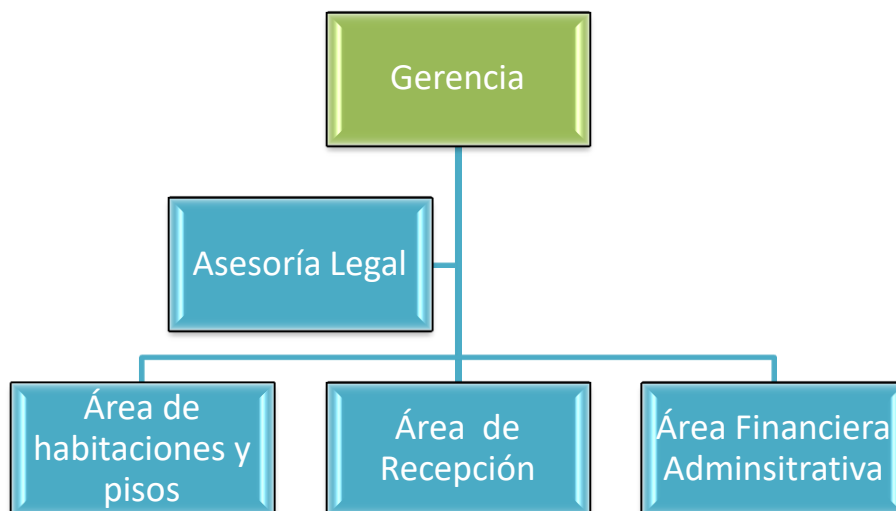 Gerencia
Asesoría Legal
Área de
habitaciones y
pisos
Área de
Recepción
Área Financiera
Adminsitrativa